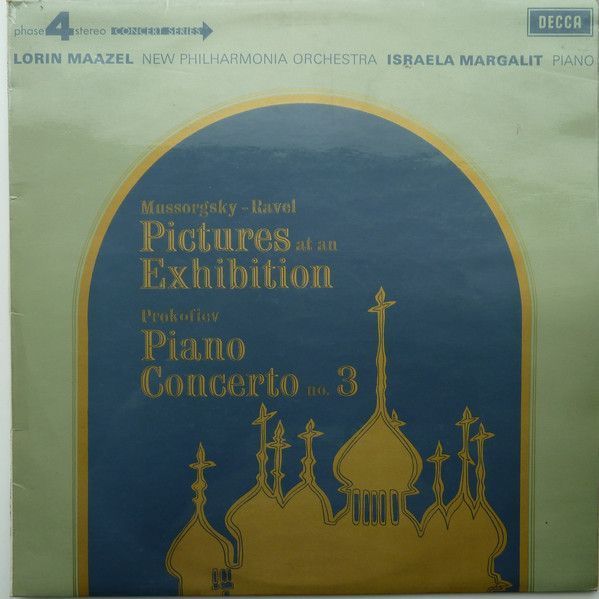 phase 4 stereo CONCERT SERIES
DECCA
LORIN MAAZEL NEW PHILHARMONIA ORCHESTRA ISRAELA MARGALIT PIANO
Mussorgsky - Ravel
Pictures at an
Exhibition
Prokofiev
Piano
Concerto no. 3